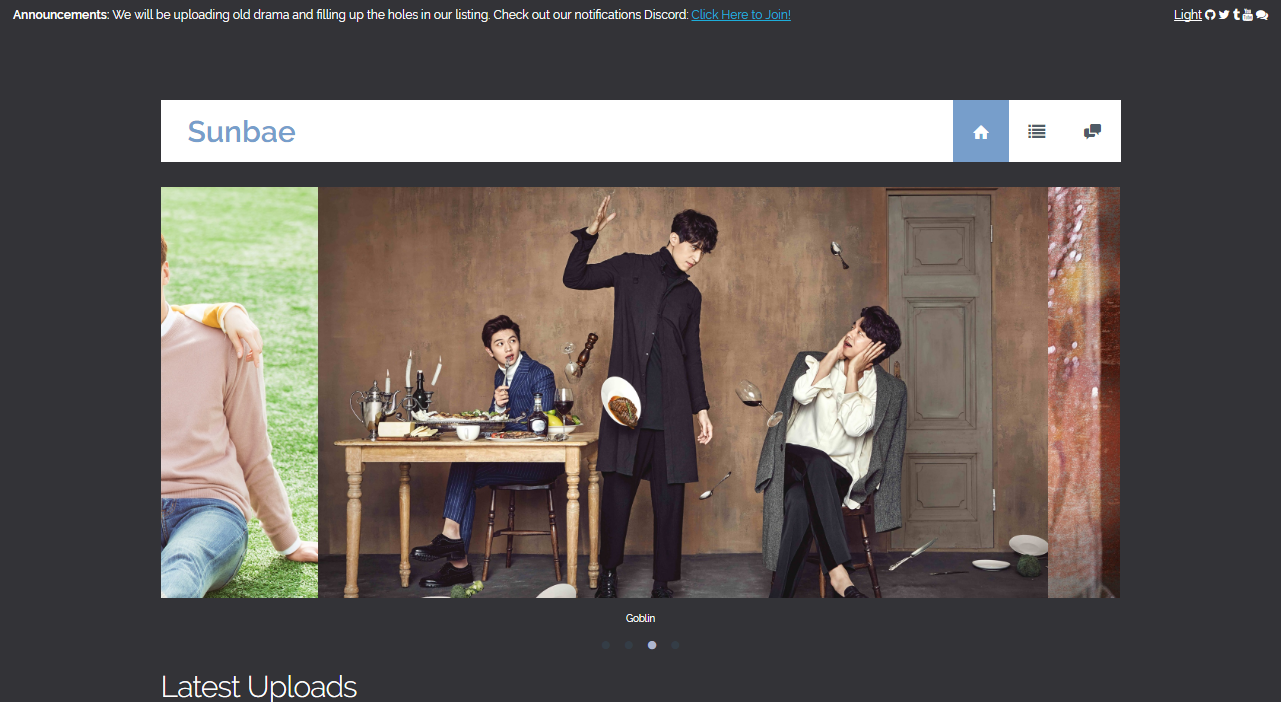 Announcements: We will be uploading old drama and filling up the holes in our listing. Check out our notifications Discord: Click Here to Join!
Light
Sunbae
Goblin
Latest Uploads